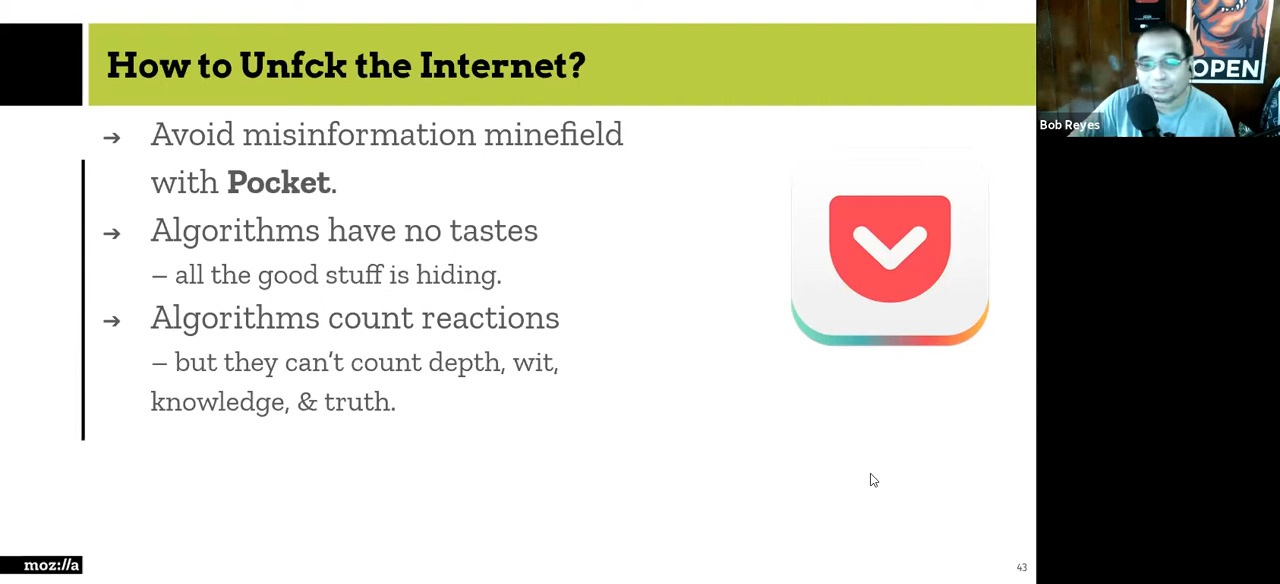 How to Unfck the Internet?
➔ Avoid misinformation minefield
with Pocket.
➔ Algorithms have no tastes
– all the good stuff is hiding.
➔ Algorithms count reactions
– but they can’t count depth, wit,
knowledge, & truth.
moz://a
43
OPEN
Bob Reyes